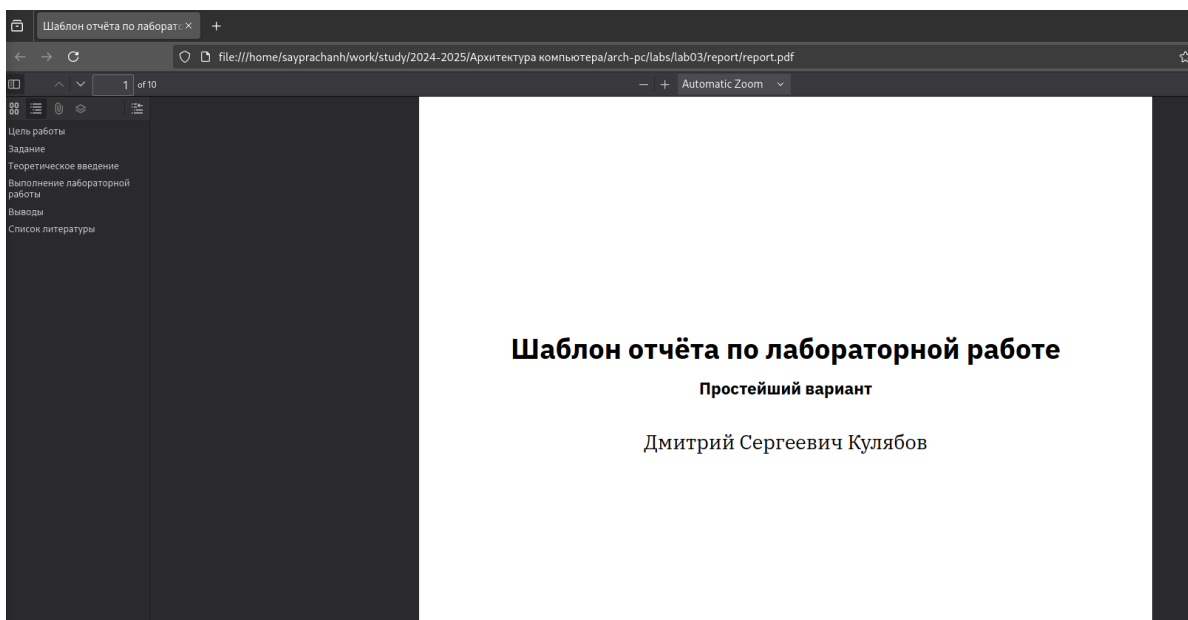 Шаблон отчёта по лаборато
file:///home/sayprachanh/work/study/2024-2025/Архитектура компьютера/arch-pc/labs/lab03/report/report.pdf
1 of 10
Automatic Zoom
Цель работы
Задание
Теоретическое введение
Выполнение лабораторной
работы
Выводы
Список литературы
Шаблон отчёта по лабораторной работе
Простейший вариант
Дмитрий Сергеевич Кулябов